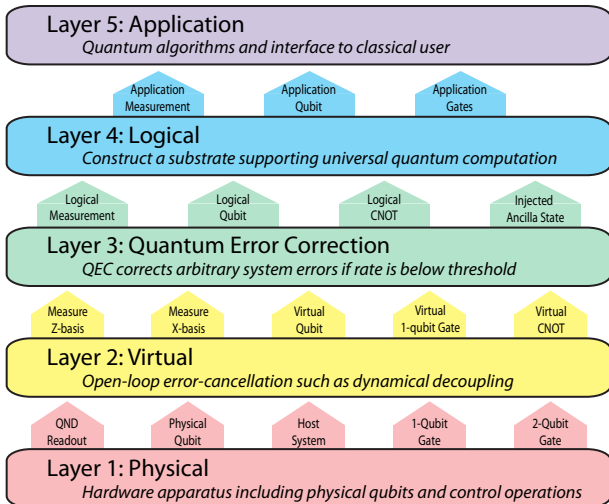 Layer 5: Application
Quantum algorithms and interface to classical user
Application Measurement
Application Qubit
Application Gates
Layer 4: Logical
Construct a substrate supporting universal quantum computation
Logical Measurement
Logical Qubit
Logical CNOT
Injected Ancilla State
Layer 3: Quantum Error Correction
QEC corrects arbitrary system errors if rate is below threshold
Measure Z-basis
Measure X-basis
Virtual Qubit
Virtual 1-qubit Gate
Virtual CNOT
Layer 2: Virtual
Open-loop error-cancellation such as dynamical decoupling
QND Readout
Physical Qubit
Host System
1-Qubit Gate
2-Qubit Gate
Layer 1: Physical
Hardware apparatus including physical qubits and control operations